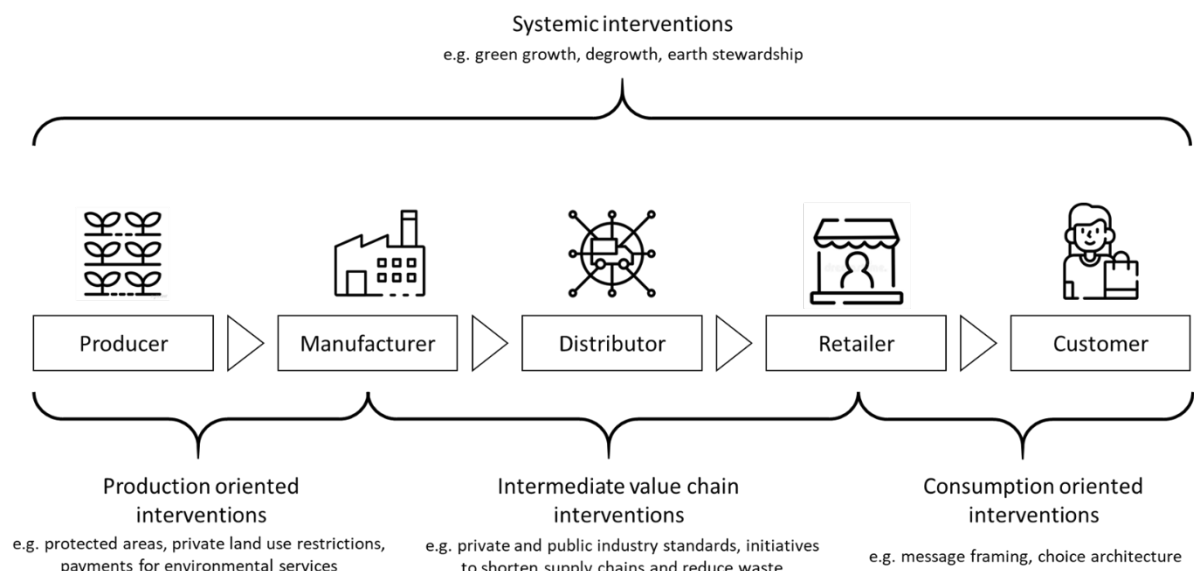 Systemic interventions
e.g. green growth, degrowth, earth stewardship
Producer
Manufacturer
Distributor
Retailer
Customer
Production oriented
interventions
e.g. protected areas, private land use restrictions,
payments for environmental services
Intermediate value chain
interventions
e.g. private and public industry standards, initiatives
to shorten supply chains and reduce waste
Consumption oriented
interventions
e.g. message framing, choice architecture